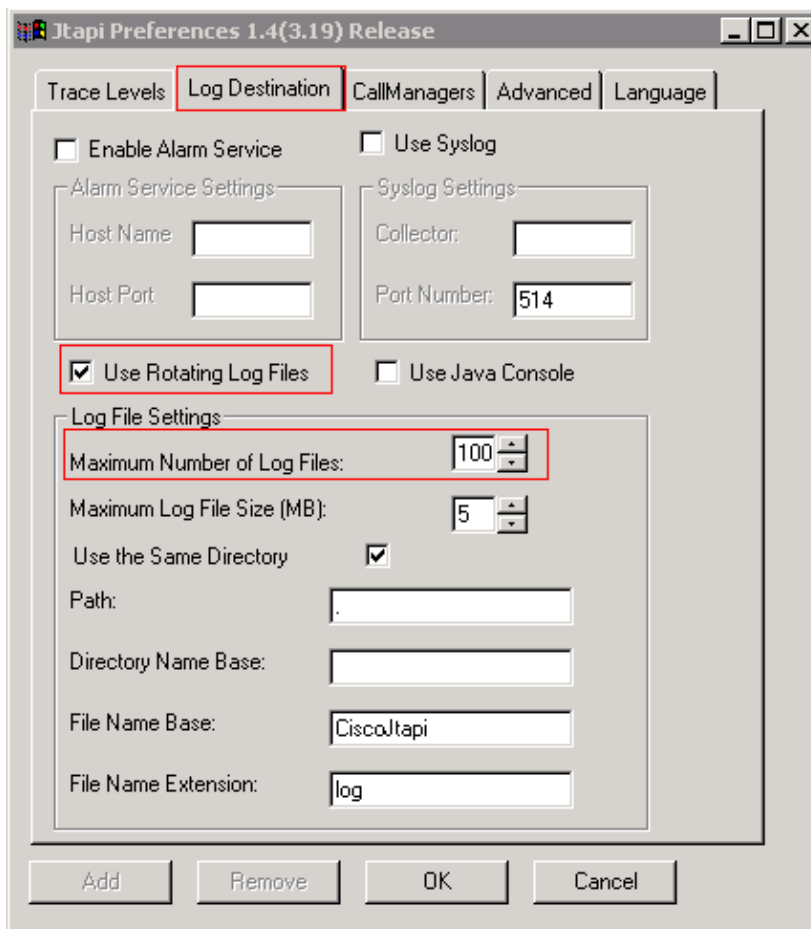 Jtapi Preferences 1.4(3.19) Release
Trace Levels Log Destination CallManagers Advanced Language
Enable Alarm Service Use Syslog
Alarm Service Settings Syslog Settings
Host Name Collector:
Host Port Port Number: 514
Use Rotating Log Files Use Java Console
Log File Settings
Maximum Number of Log Files: 100
Maximum Log File Size (MB): 5
Use the Same Directory
Path: .
Directory Name Base:
File Name Base: CiscoJtapi
File Name Extension: log
Add Remove OK Cancel